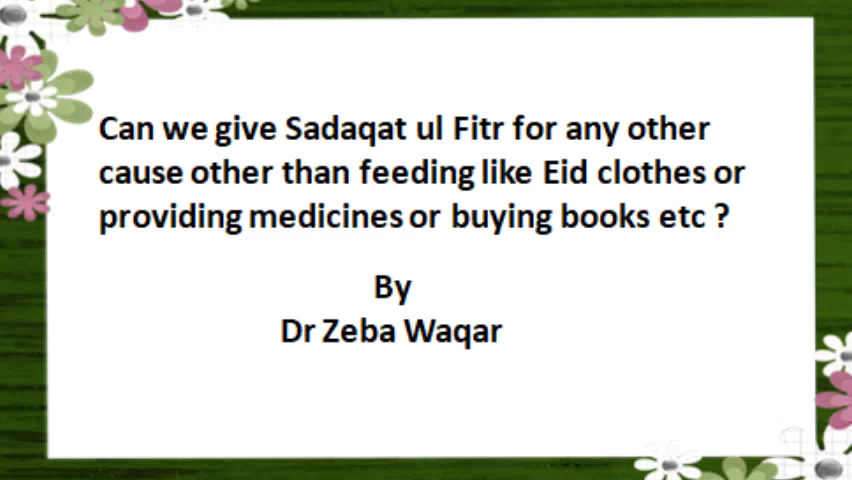 Can we give Sadaqat ul Fitr for any other
cause other than feeding like Eid clothes or
providing medicines or buying books etc ?
By
Dr Zeba Waqar